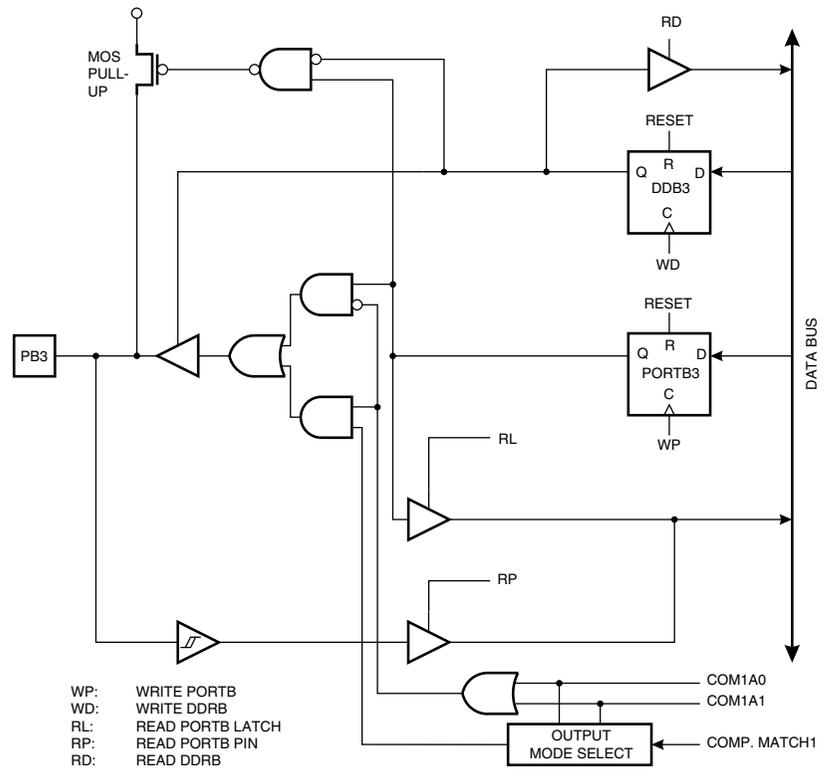 RD
MOS
PULL-
UP
RESET
R
Q
D
DDB3
C
WD
RESET
R
Q
D
PORTB3
C
WP
PB3
DATA BUS
RL
RP
WP: WRITE PORTB
WD: WRITE DDRB
RL: READ PORTB LATCH
RP: READ PORTB PIN
RD: READ DDRB
COM1A0
COM1A1
OUTPUT
MODE SELECT
COMP. MATCH1